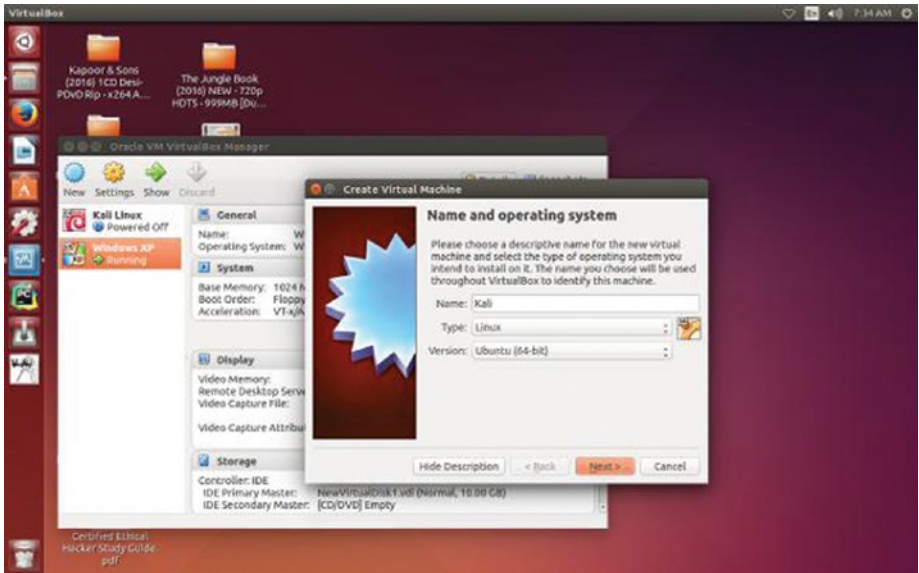 VirtualBox
En
7:34 AM
Kapoor & Sons
(2016) 1CD Desi-
PDvD Rip - x264 A...
The Jungle Book
(2016) NEW - 720p
HDTS - 999MB [Du...
Oracle VM VirtualBox Manager
New Settings Show Discard
Kali Linux
Powered Off
Windows XP
Running
General
Name: W
Operating System: W
System
Base Memory: 1024 M
Boot Order: Floppy
Acceleration: VT-x/A
Display
Video Memory:
Remote Desktop Serve
Video Capture File:
Video Capture Attribu
Storage
Controller: IDE
IDE Primary Master: NewVirtualDisk1.vdi (Normal, 10.00 GB)
IDE Secondary Master: [CD/DVD] Empty
Create Virtual Machine
Name and operating system
Please choose a descriptive name for the new virtual
machine and select the type of operating system you
intend to install on it. The name you choose will be used
throughout VirtualBox to identify this machine.
Name: Kali
Type: Linux
Version: Ubuntu (64-bit)
Hide Description < Back Next > Cancel
Certified Ethical
Hacker Study Guide
pdf